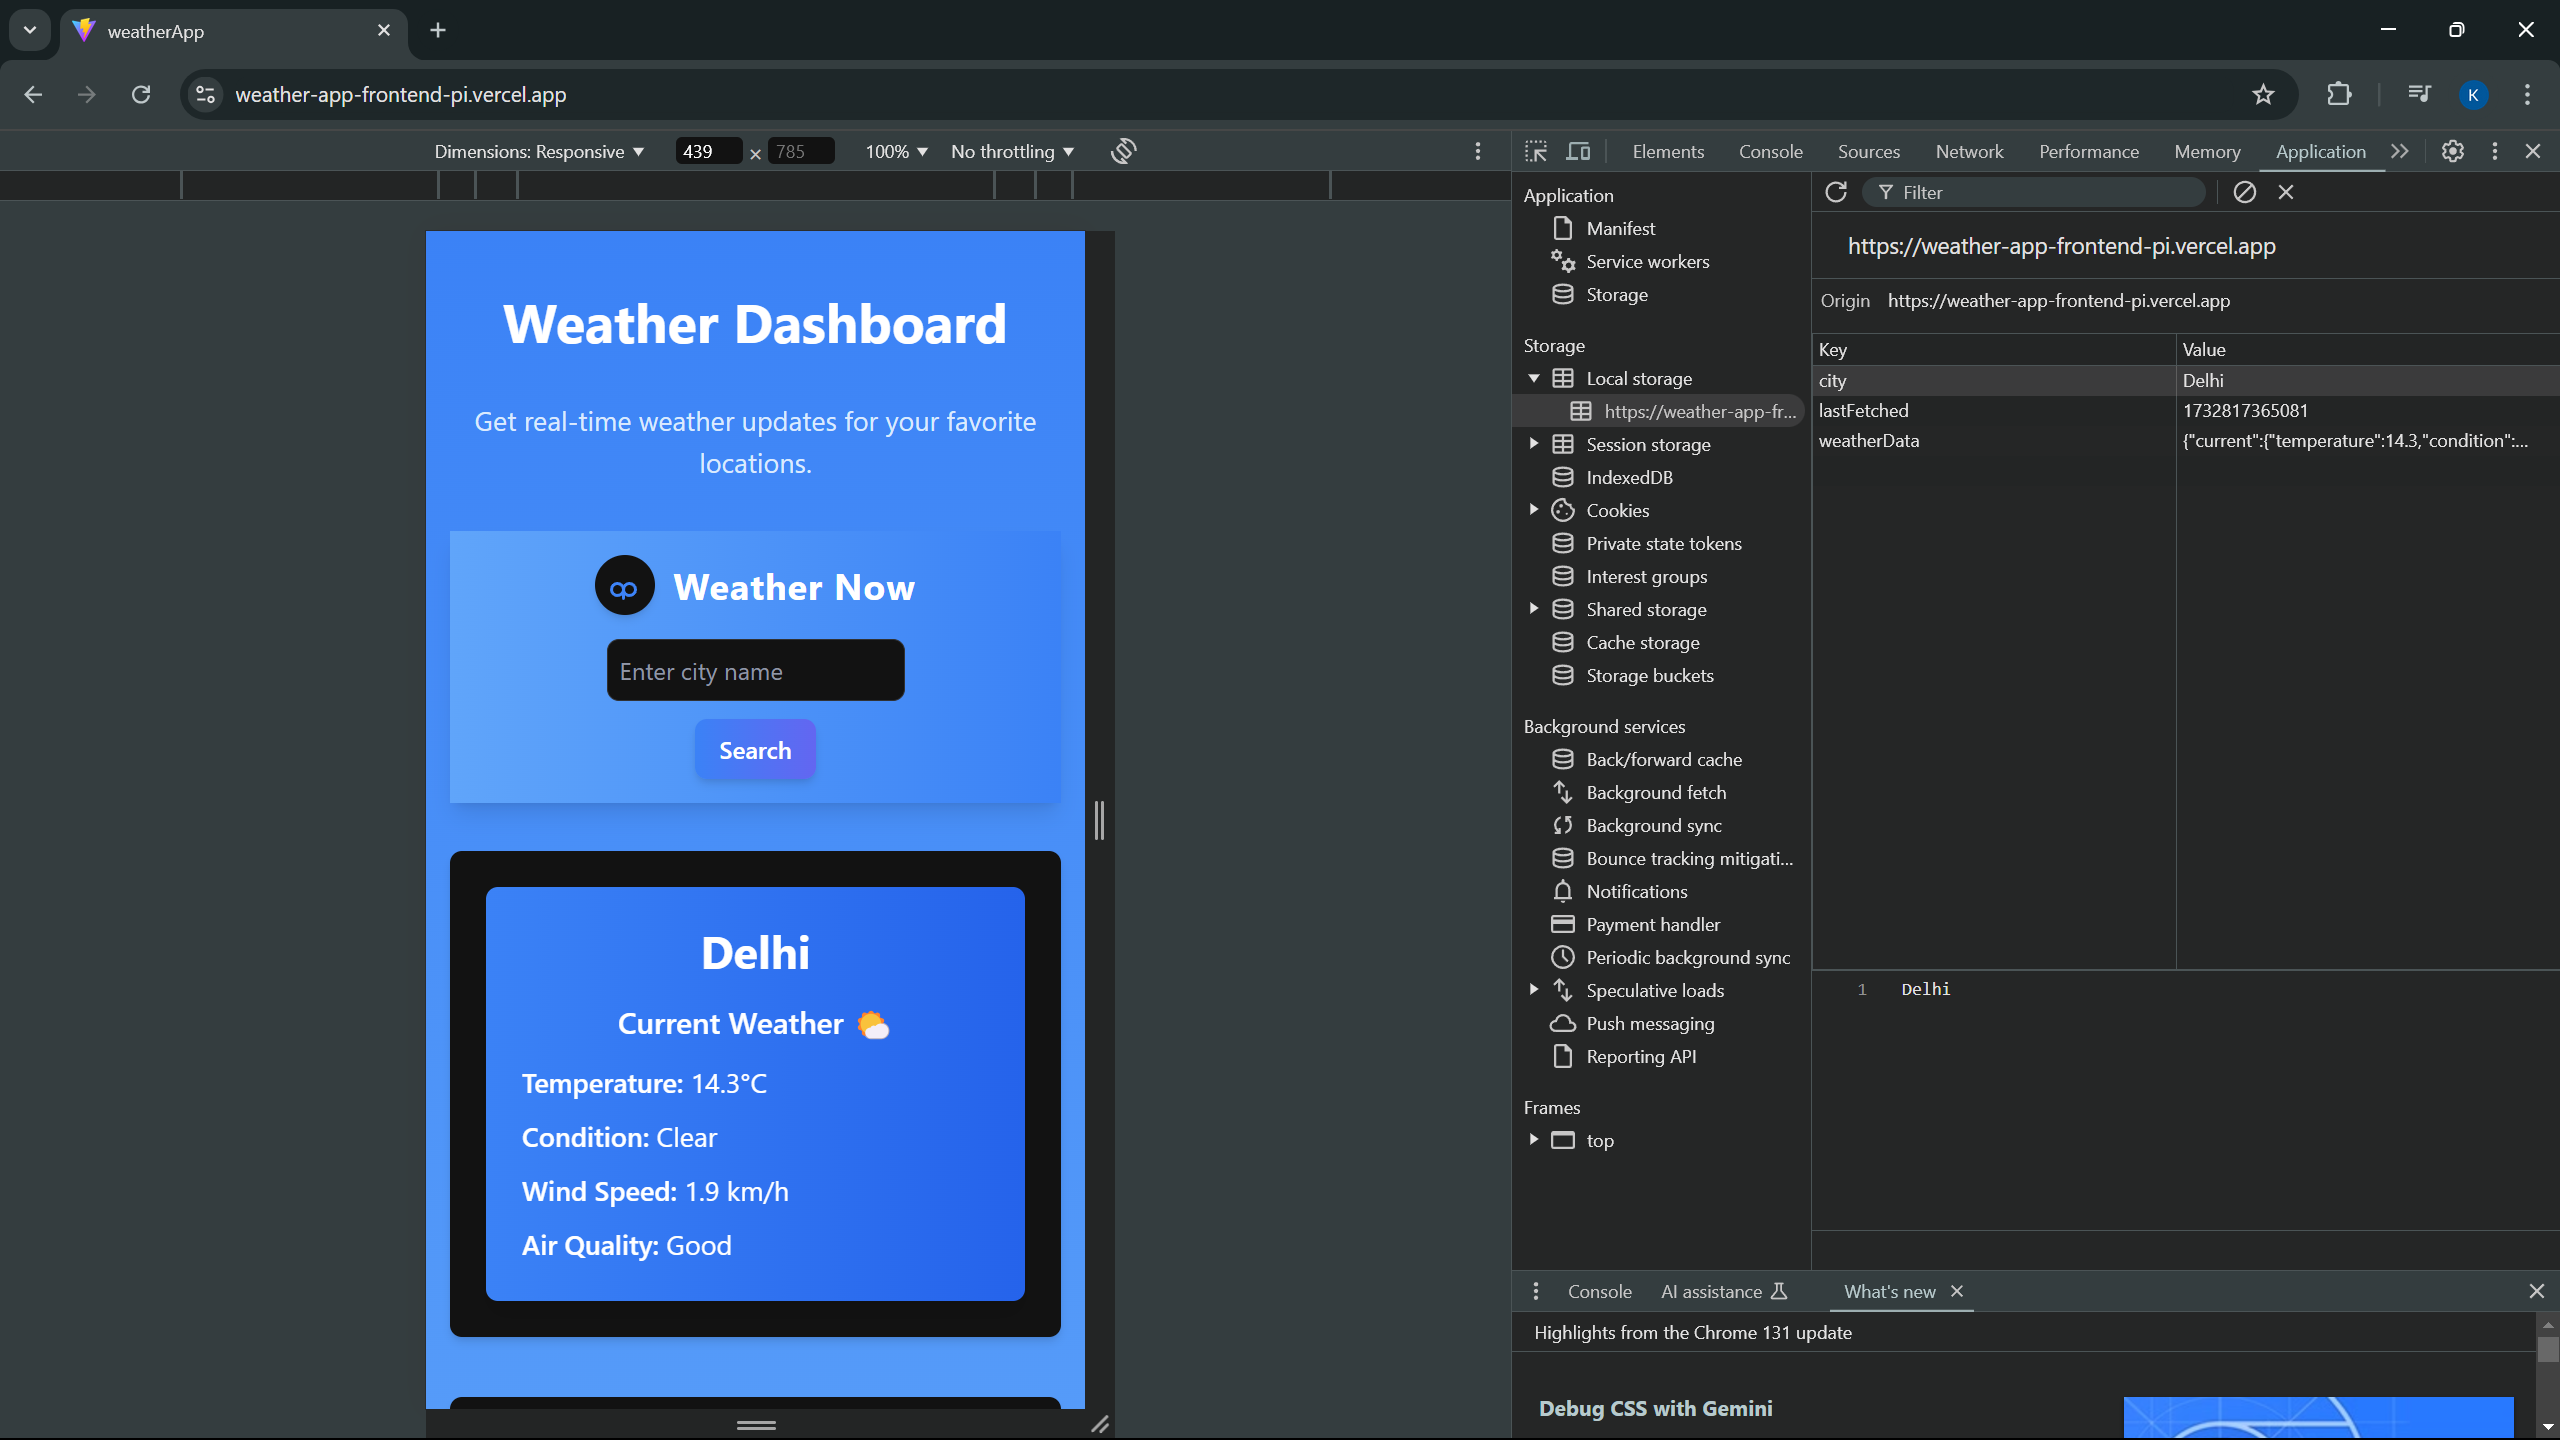 weatherApp
weather-app-frontend-pi.vercel.app
K
Dimensions: Responsive 439 × 785 100% No throttling
Elements Console Sources Network Performance Memory Application
Weather Dashboard
Get real-time weather updates for your favorite
locations.
Weather Now
Enter city name
Search
Delhi
Current Weather
Temperature: 14.3°C
Condition: Clear
Wind Speed: 1.9 km/h
Air Quality: Good
Application
Manifest
Service workers
Storage
Storage
Local storage
https://weather-app-fr...
Session storage
IndexedDB
Cookies
Private state tokens
Interest groups
Shared storage
Cache storage
Storage buckets
Background services
Back/forward cache
Background fetch
Background sync
Bounce tracking mitigati...
Notifications
Payment handler
Periodic background sync
Speculative loads
Push messaging
Reporting API
Frames
top
Filter
https://weather-app-frontend-pi.vercel.app
Origin https://weather-app-frontend-pi.vercel.app
Key Value
city Delhi
lastFetched 1732817365081
weatherData {"current":{"temperature":14.3,"condition":...
1 Delhi
Console AI assistance What's new
Highlights from the Chrome 131 update
Debug CSS with Gemini